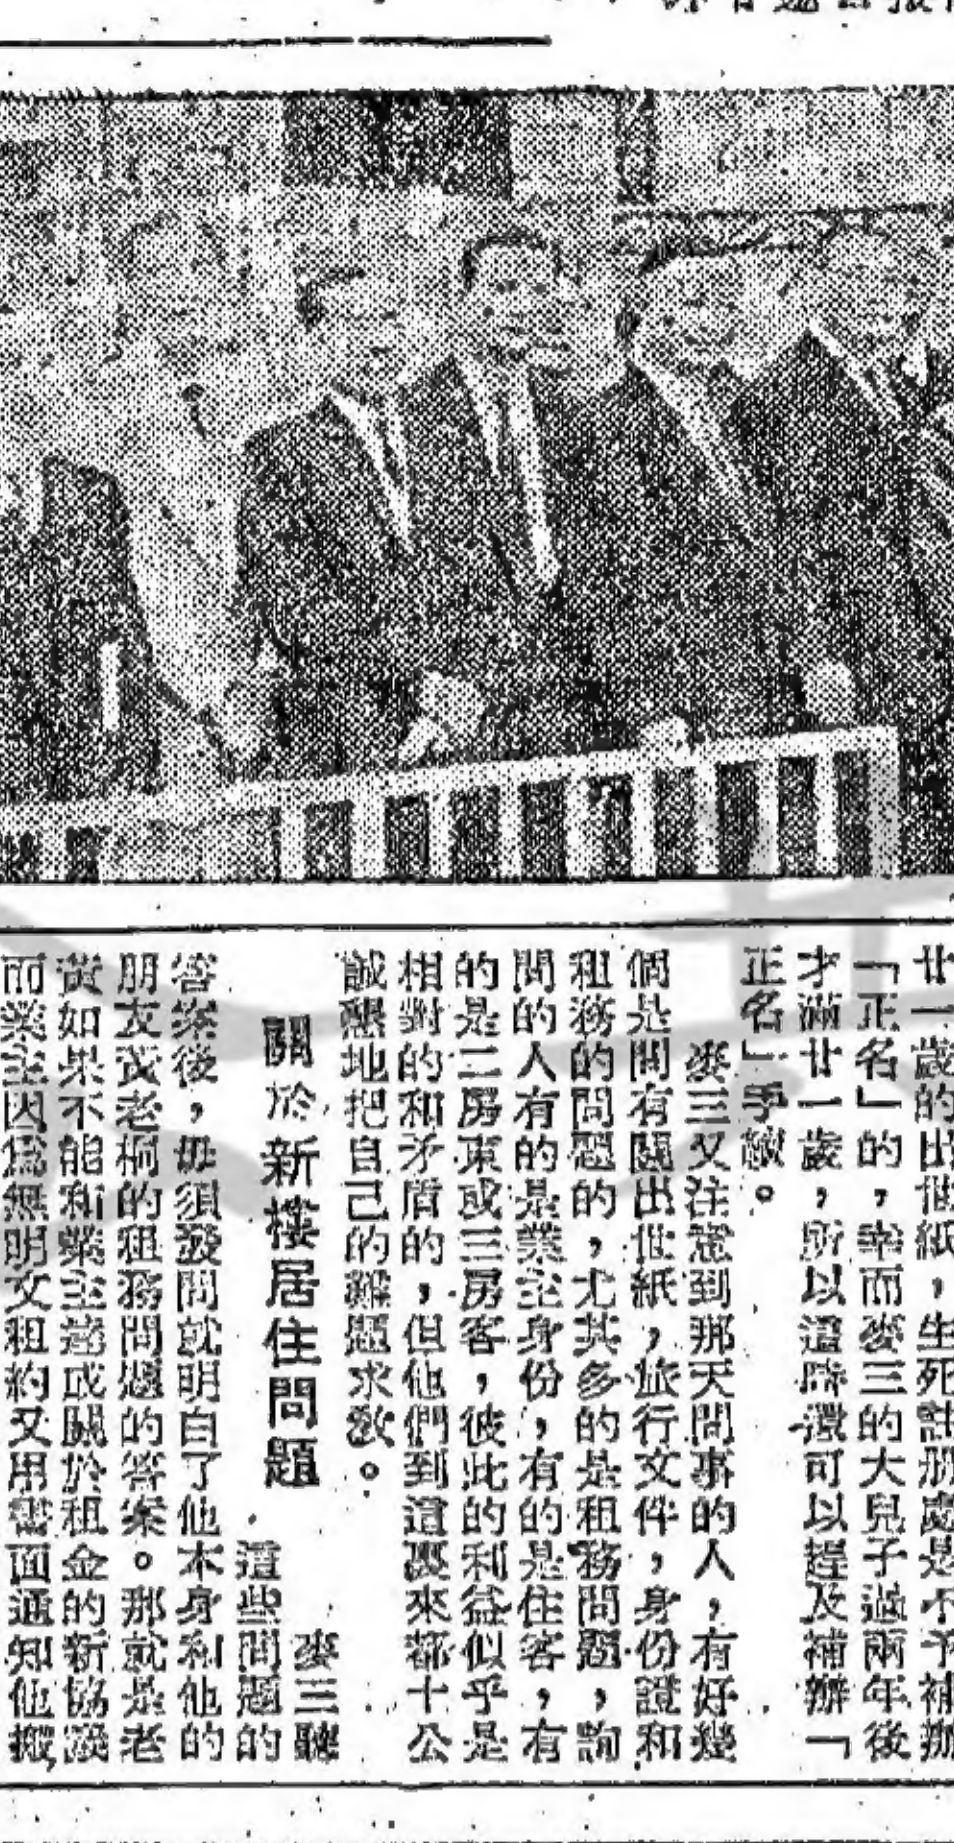 廿一歲的出世紙，生死註册處是不予補辦
「正名」的，幸而麥三的大兒子過兩年後
才滿廿一歲，所以這時還可以趕及補辦「
正名」手續。
麥三又注意到那天問事的人，有好幾
個是問有關出世紙，旅行文件，身份證和
租務的問題的，尤其多的是租務問題，詢
問的人有的是業主身份，有的是住客，有
的是二房東或三房客，彼此的利益似乎是
相對的和矛盾的，但他們到這裏來都十公
誠懇地把自己的難題求敎。
關於新樓居住問題
麥三聽
這些問題的
答案後，毋須發問就明白了他本身和他的
朋友黃老桐的租務問題的答案。那就是老
黃如果不能和業主達成關於租金的新協議
而業主因爲無明文租約又用書面通知他搬